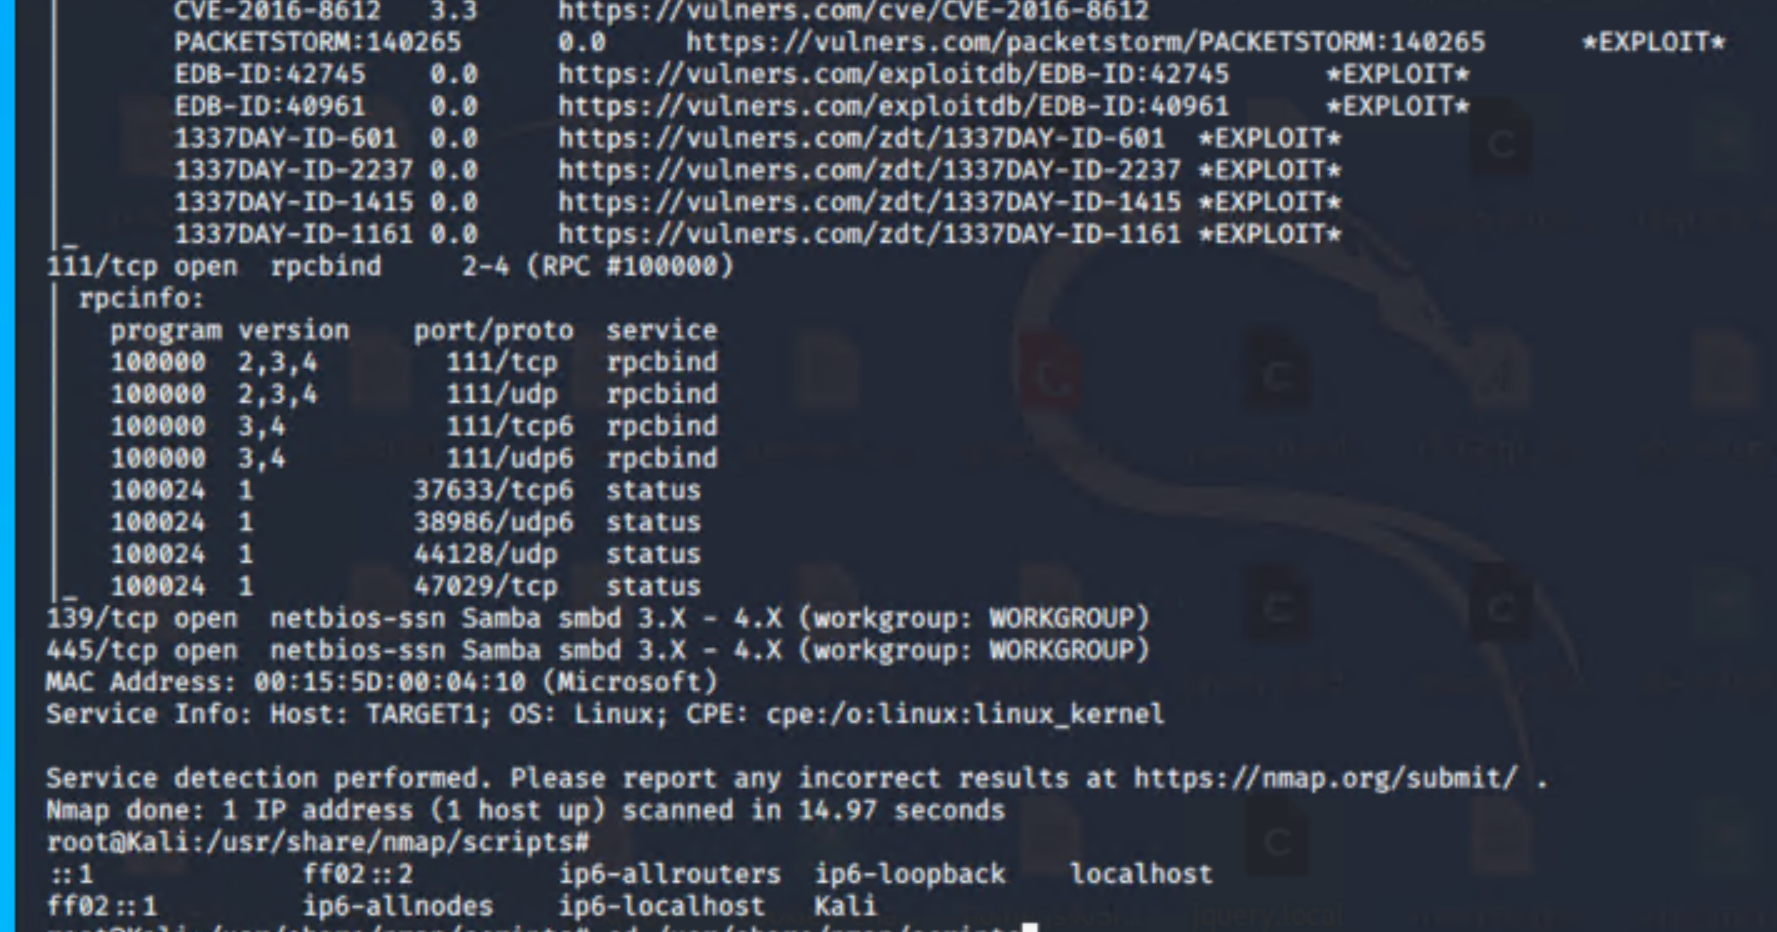 CVE-2016-8612 3.3 https://vulners.com/cve/CVE-2016-8612
PACKETSTORM:140265 0.0 https://vulners.com/packetstorm/PACKETSTORM:140265 *EXPLOIT*
EDB-ID:42745 0.0 https://vulners.com/exploitdb/EDB-ID:42745 *EXPLOIT*
EDB-ID:40961 0.0 https://vulners.com/exploitdb/EDB-ID:40961 *EXPLOIT*
1337DAY-ID-601 0.0 https://vulners.com/zdt/1337DAY-ID-601 *EXPLOIT*
1337DAY-ID-2237 0.0 https://vulners.com/zdt/1337DAY-ID-2237 *EXPLOIT*
1337DAY-ID-1415 0.0 https://vulners.com/zdt/1337DAY-ID-1415 *EXPLOIT*
|_ 1337DAY-ID-1161 0.0 https://vulners.com/zdt/1337DAY-ID-1161 *EXPLOIT*
111/tcp open rpcbind 2-4 (RPC #100000)
| rpcinfo:
| program version port/proto service
| 100000 2,3,4 111/tcp rpcbind
| 100000 2,3,4 111/udp rpcbind
| 100000 3,4 111/tcp6 rpcbind
| 100000 3,4 111/udp6 rpcbind
| 100024 1 37633/tcp6 status
| 100024 1 38986/udp6 status
| 100024 1 44128/udp status
|_ 100024 1 47029/tcp status
139/tcp open netbios-ssn Samba smbd 3.X - 4.X (workgroup: WORKGROUP)
445/tcp open netbios-ssn Samba smbd 3.X - 4.X (workgroup: WORKGROUP)
MAC Address: 00:15:5D:00:04:10 (Microsoft)
Service Info: Host: TARGET1; OS: Linux; CPE: cpe:/o:linux:linux_kernel
Service detection performed. Please report any incorrect results at https://nmap.org/submit/ .
Nmap done: 1 IP address (1 host up) scanned in 14.97 seconds
root@Kali:/usr/share/nmap/scripts#
::1 ff02::2 ip6-allrouters ip6-loopback localhost
ff02::1 ip6-allnodes ip6-localhost Kali
root@Kali:/usr/share/nmap/scripts# cd /usr/share/nmap/scripts